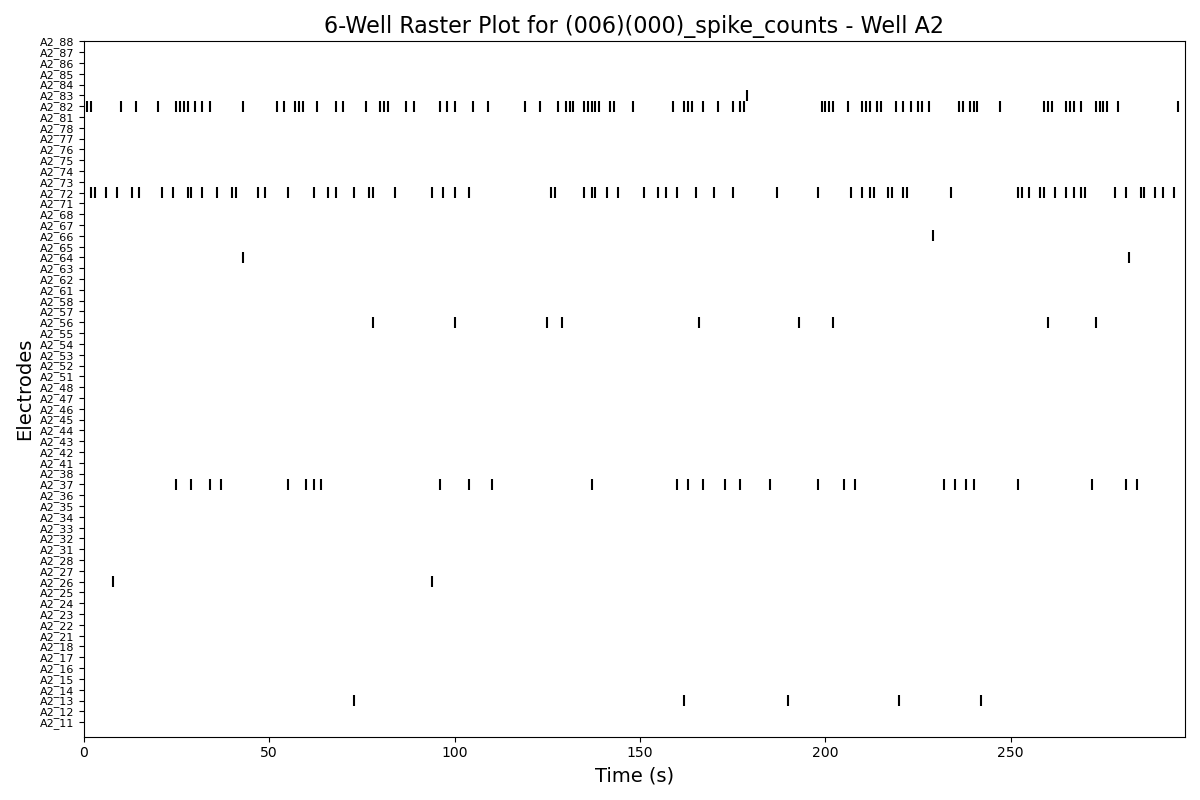 6-Well Raster Plot for (006)(000)_spike_counts - Well A2
Electrodes
A2_88
A2_87
A2_86
A2_85
A2_84
A2_83
A2_82
A2_81
A2_78
A2_77
A2_76
A2_75
A2_74
A2_73
A2_72
A2_71
A2_68
A2_67
A2_66
A2_65
A2_64
A2_63
A2_62
A2_61
A2_58
A2_57
A2_56
A2_55
A2_54
A2_53
A2_52
A2_51
A2_48
A2_47
A2_46
A2_45
A2_44
A2_43
A2_42
A2_41
A2_38
A2_37
A2_36
A2_35
A2_34
A2_33
A2_32
A2_31
A2_28
A2_27
A2_26
A2_25
A2_24
A2_23
A2_22
A2_21
A2_18
A2_17
A2_16
A2_15
A2_14
A2_13
A2_12
A2_11
0 50 100 150 200 250
Time (s)